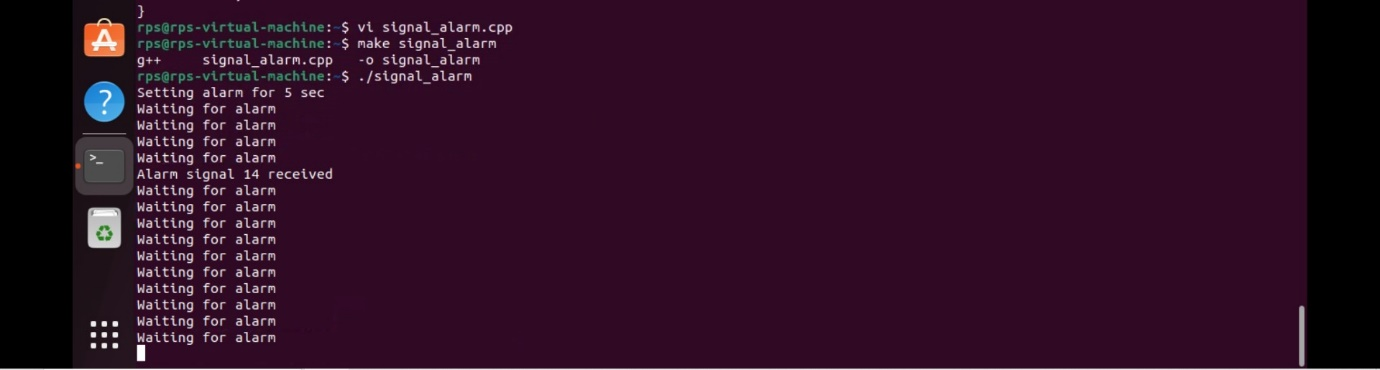 }
rps@rps-virtual-machine:~$ vi signal_alarm.cpp
rps@rps-virtual-machine:~$ make signal_alarm
g++     signal_alarm.cpp   -o signal_alarm
rps@rps-virtual-machine:~$ ./signal_alarm
Setting alarm for 5 sec
Waiting for alarm
Waiting for alarm
Waiting for alarm
Waiting for alarm
Alarm signal 14 received
Waiting for alarm
Waiting for alarm
Waiting for alarm
Waiting for alarm
Waiting for alarm
Waiting for alarm
Waiting for alarm
Waiting for alarm
Waiting for alarm
Waiting for alarm